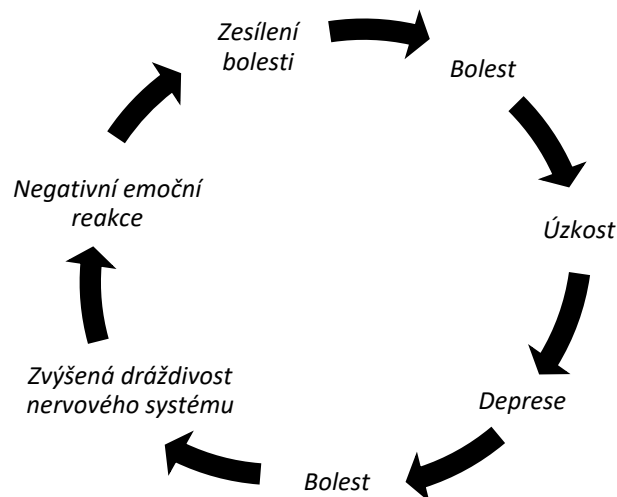 Zesílení
bolesti
Bolest
Úzkost
Deprese
Bolest
Zvýšená dráždivost
nervového systému
Negativní emoční
reakce